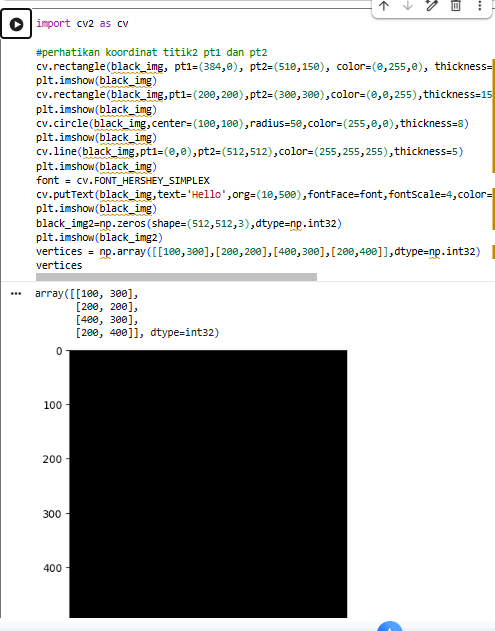 import cv2 as cv
#perhatikan koordinat titik2 pt1 dan pt2
cv.rectangle(black_img, pt1=(384,0), pt2=(510,150), color=(0,255,0), thickness=
plt.imshow(black_img)
cv.rectangle(black_img,pt1=(200,200),pt2=(300,300),color=(0,0,255),thickness=15
plt.imshow(black_img)
cv.circle(black_img,center=(100,100),radius=50,color=(255,0,0),thickness=8)
plt.imshow(black_img)
cv.line(black_img,pt1=(0,0),pt2=(512,512),color=(255,255,255),thickness=5)
plt.imshow(black_img)
font = cv.FONT_HERSHEY_SIMPLEX
cv.putText(black_img,text='Hello',org=(10,500),fontFace=font,fontScale=4,color=
plt.imshow(black_img)
black_img2=np.zeros(shape=(512,512,3),dtype=np.int32)
plt.imshow(black_img2)
vertices = np.array([[100,300],[200,200],[400,300],[200,400]],dtype=np.int32)
vertices
array([[100, 300],
[200, 200],
[400, 300],
[200, 400]], dtype=int32)
0
100
200
300
400